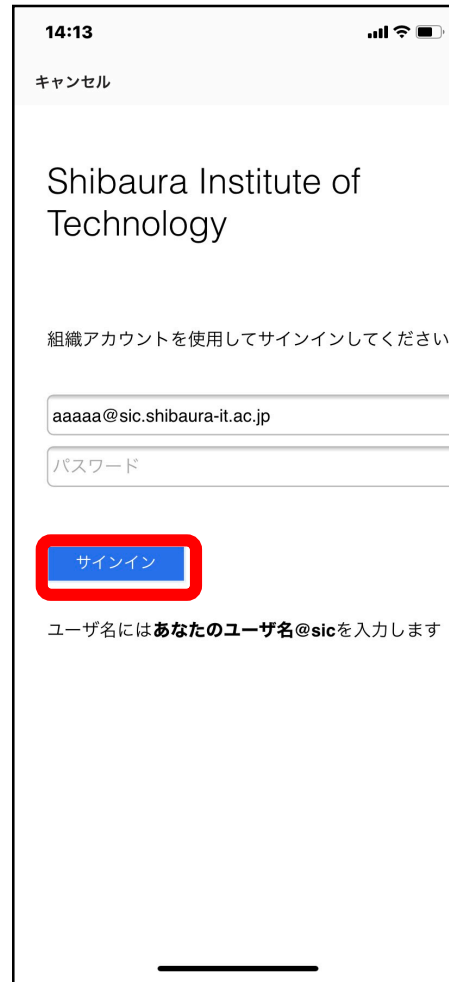 14:13
キャンセル
Shibaura Institute of
Technology
組織アカウントを使用してサインインしてください
aaaaa@sic.shibaura-it.ac.jp
パスワード
サインイン
ユーザ名にはあなたのユーザ名@sicを入力します